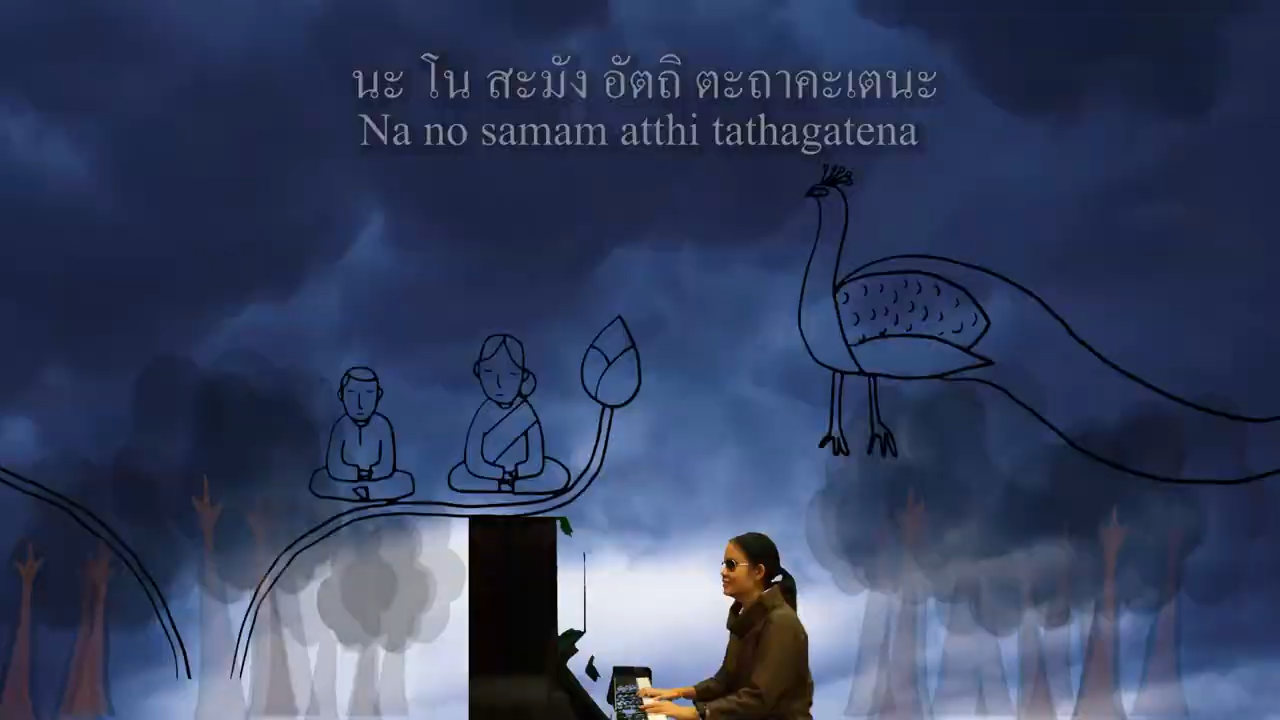 นะ โน สะมัง อัตถิ ตะถาคะเตนะ
Na no samam atthi tathagatena